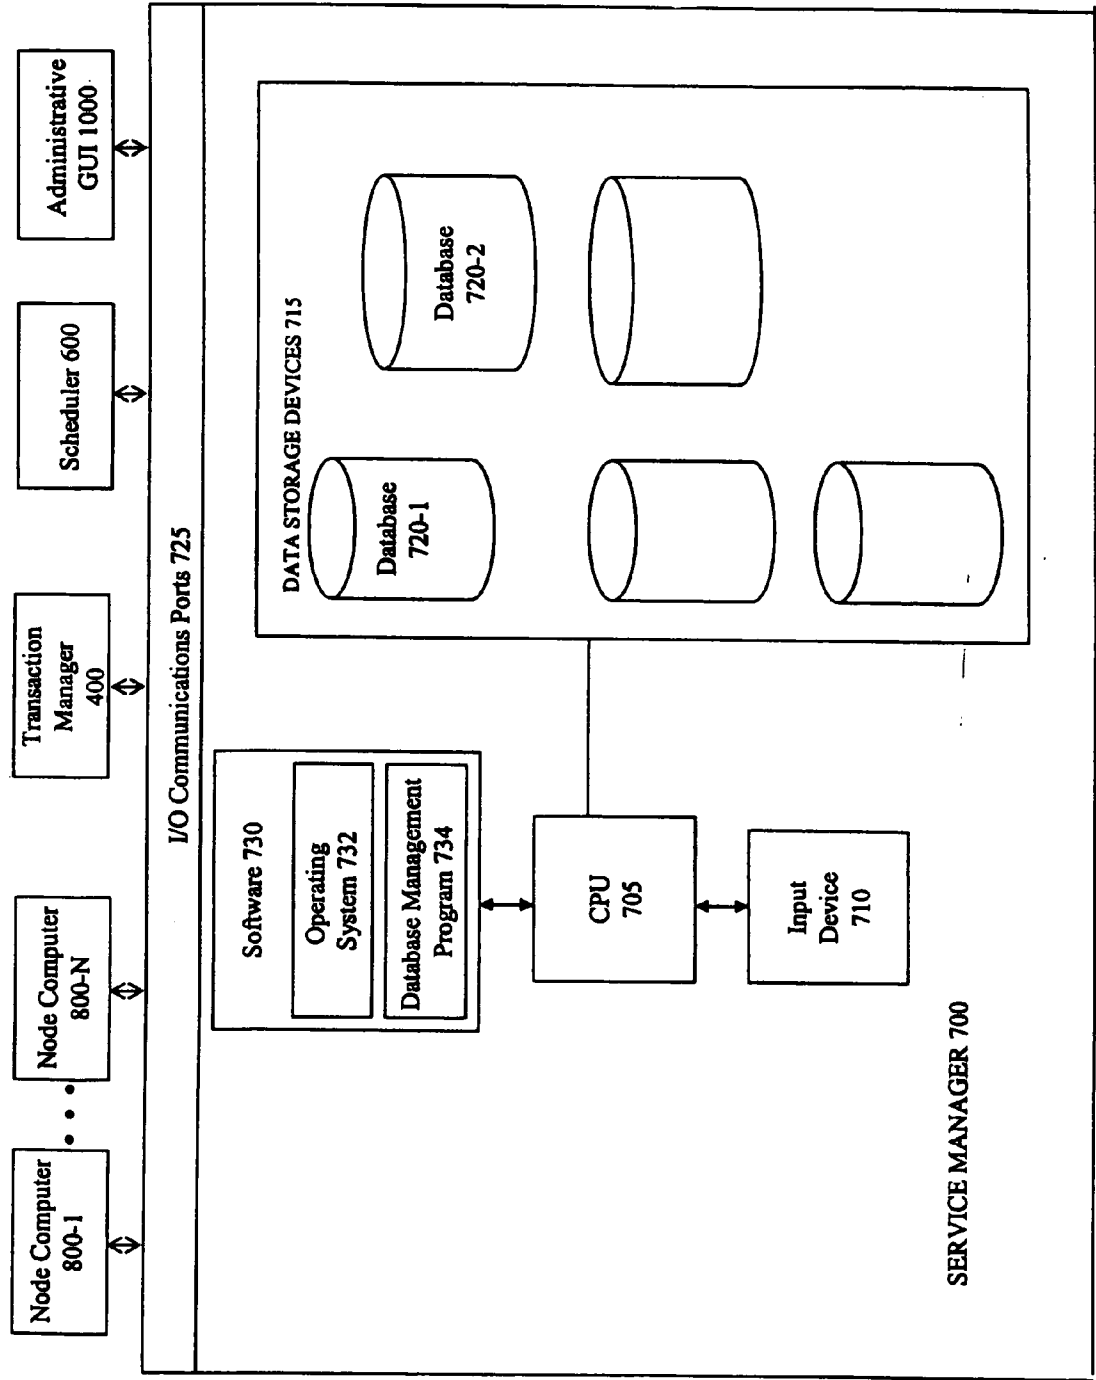 Node Computer
800-1
• • •
Node Computer
800-N
Transaction
Manager
400
Scheduler 600
Administrative
GUI 1000
I/O Communications Ports 725
Software 730
Operating
System 732
Database Management
Program 734
CPU
705
Input
Device
710
DATA STORAGE DEVICES 715
Database
720-1
Database
720-2
SERVICE MANAGER 700